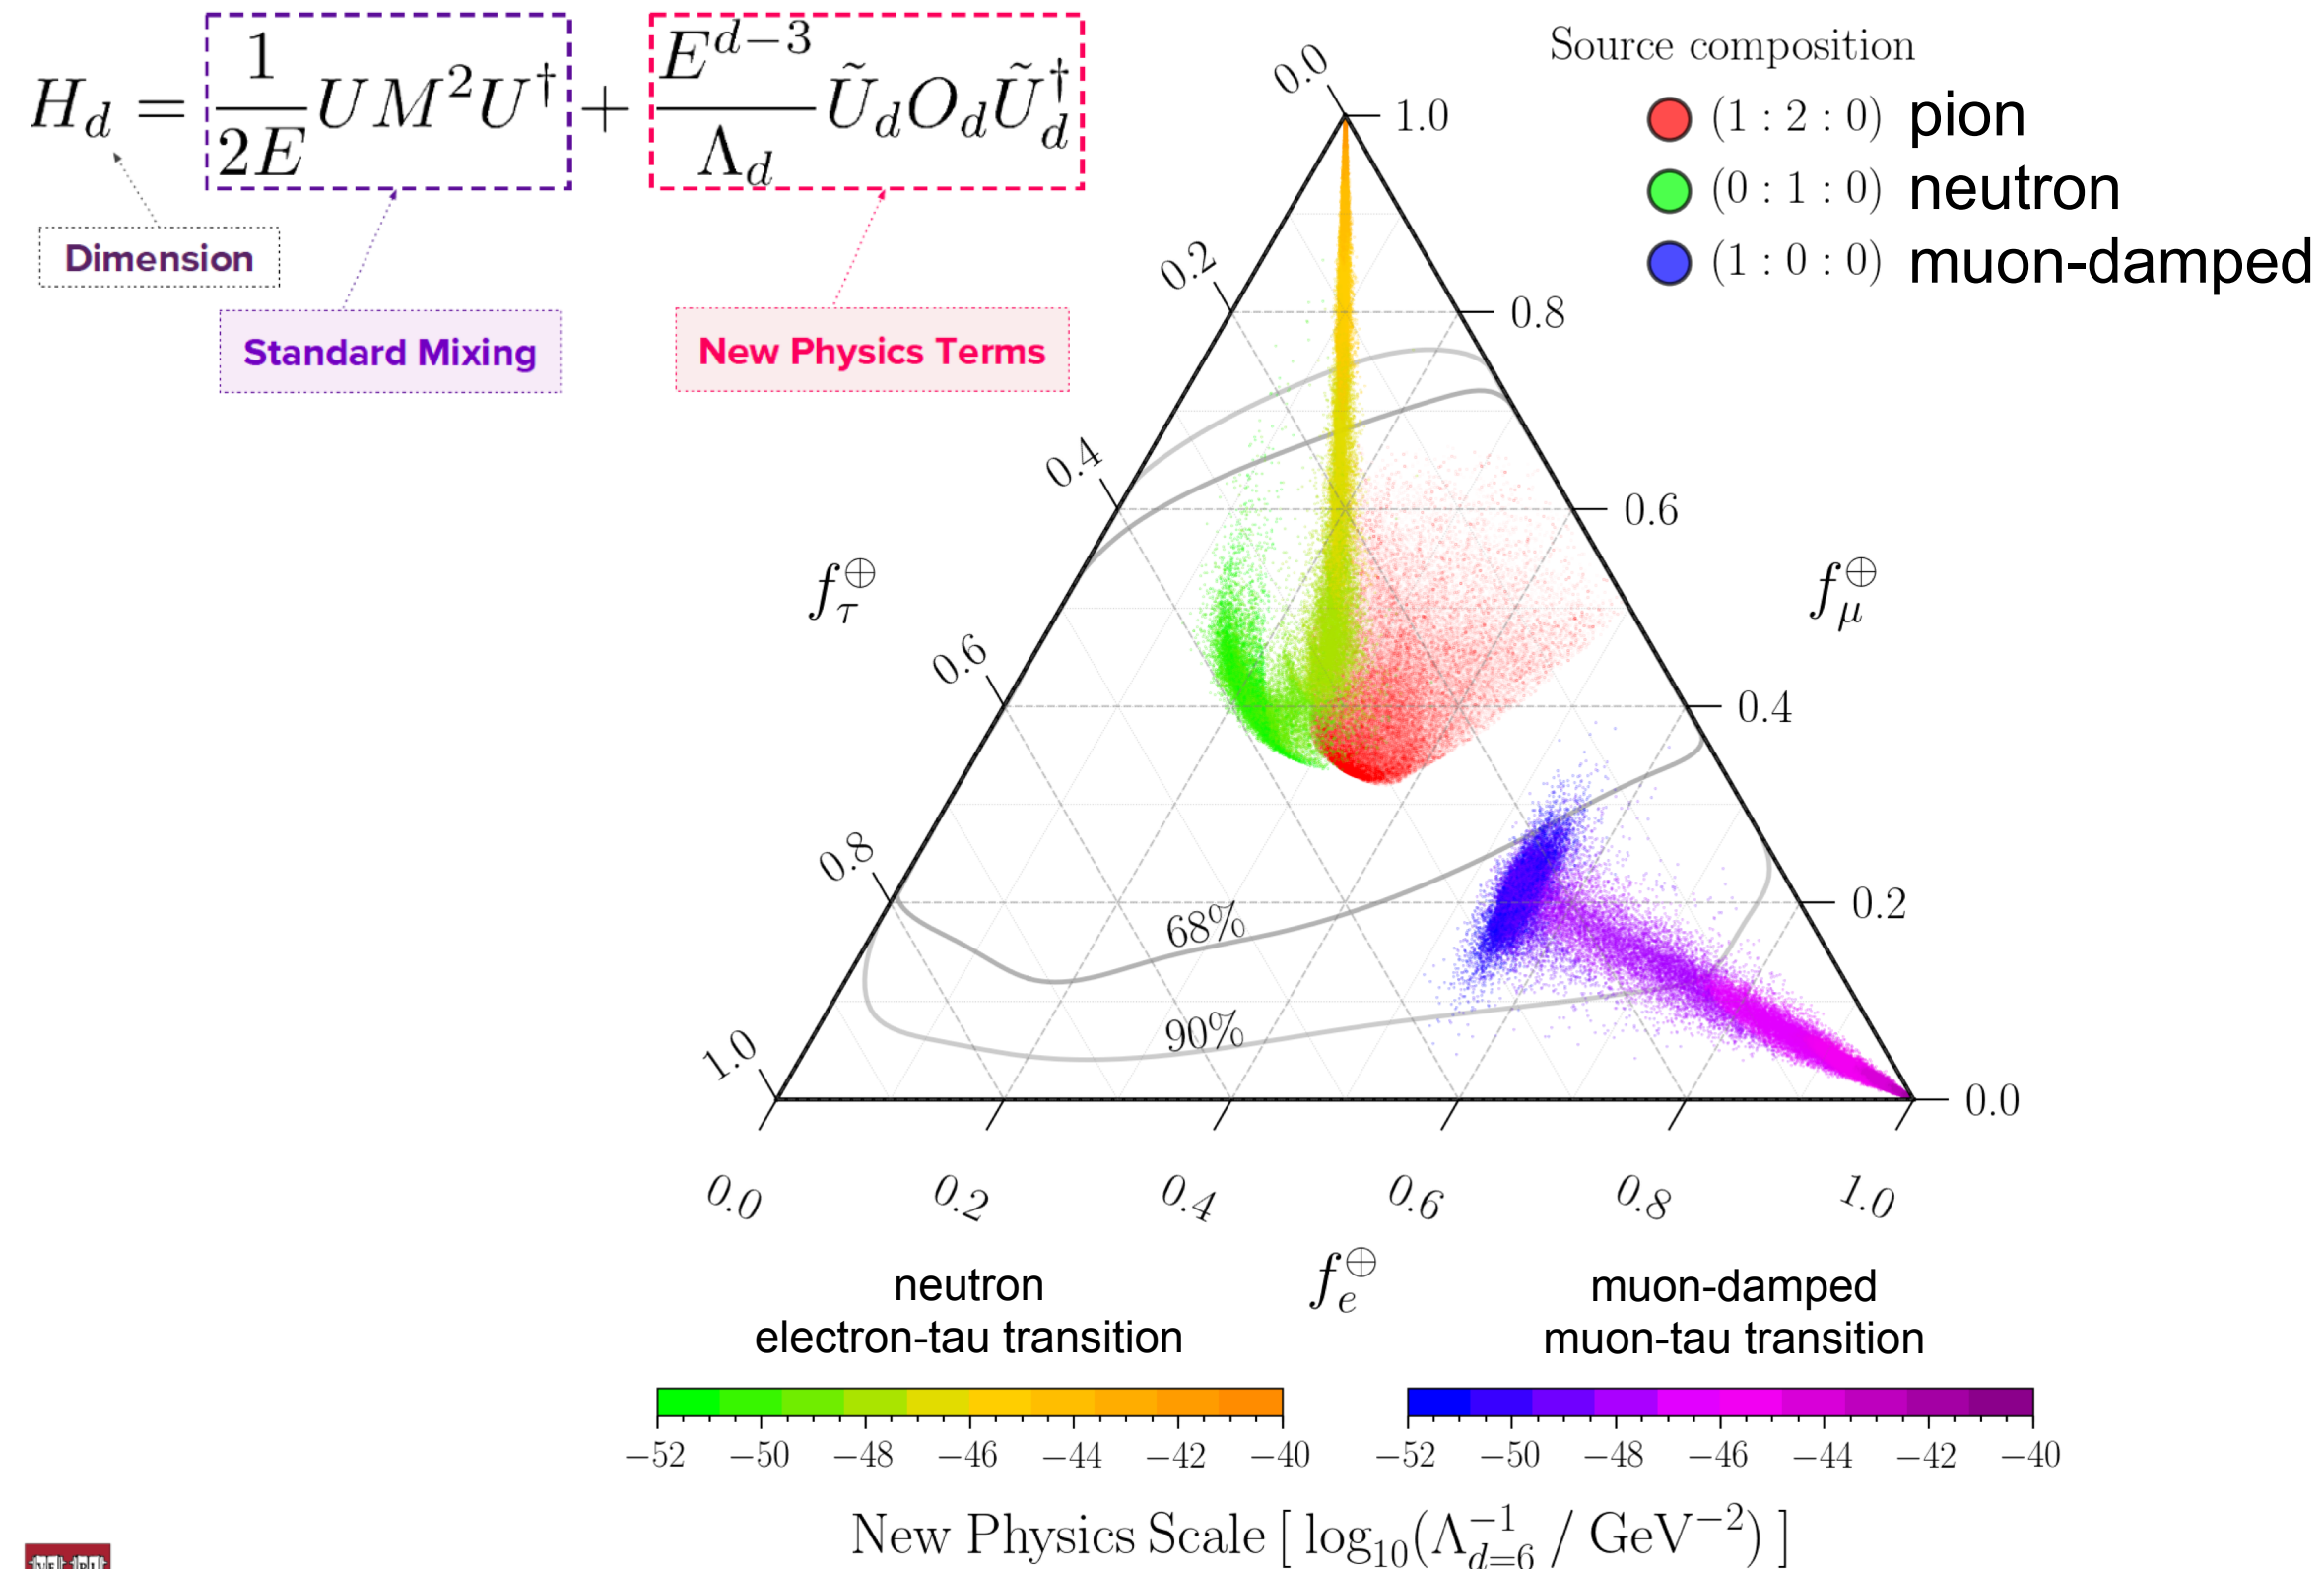 H_d = 1/2E U M² U† + E^{d−3}/Λ_d Ũ_d O_d Ũ_d†
Dimension
Standard Mixing
New Physics Terms
Source composition
(1 : 2 : 0) pion
(0 : 1 : 0) neutron
(1 : 0 : 0) muon-damped
0.0
0.2
0.4
0.6
0.8
1.0
f_τ^⊕
1.0
0.8
0.6
0.4
0.2
0.0
f_μ^⊕
68%
90%
0.0 0.2 0.4 0.6 0.8 1.0
f_e^⊕
neutron
electron-tau transition
−52 −50 −48 −46 −44 −42 −40
muon-damped
muon-tau transition
−52 −50 −48 −46 −44 −42 −40
New Physics Scale [ log₁₀(Λ_{d=6}^{−1} / GeV^{−2}) ]